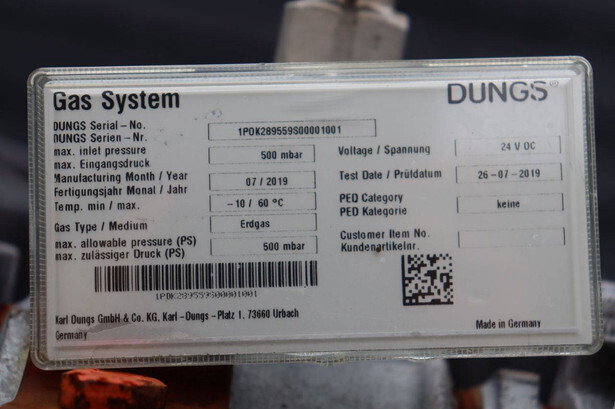 Gas System
DUNGS®
DUNGS Serial-No.
DUNGS Serien-Nr.
1PDK289559S00001001
max. inlet pressure
max. Eingangsdruck
500 mbar
Manufacturing Month / Year
Fertigungsjahr Monat / Jahr
07 / 2019
Temp. min / max.
-10/ 60 °C
Gas Type / Medium
Erdgas
max. allowable pressure (PS)
max. zulässiger Druck (PS)
500 mbar
Voltage / Spannung
24 V DC
Test Date / Prüldatum
26-07-2019
PED Category
PED Kategorie
keine
Customer Item No.
Kundenartikelnr.
1PDK289559S00001001
Karl Dungs GmbH & Co. KG, Karl-Dungs-Platz 1, 73660 Urbach
Germany
Made in Germany